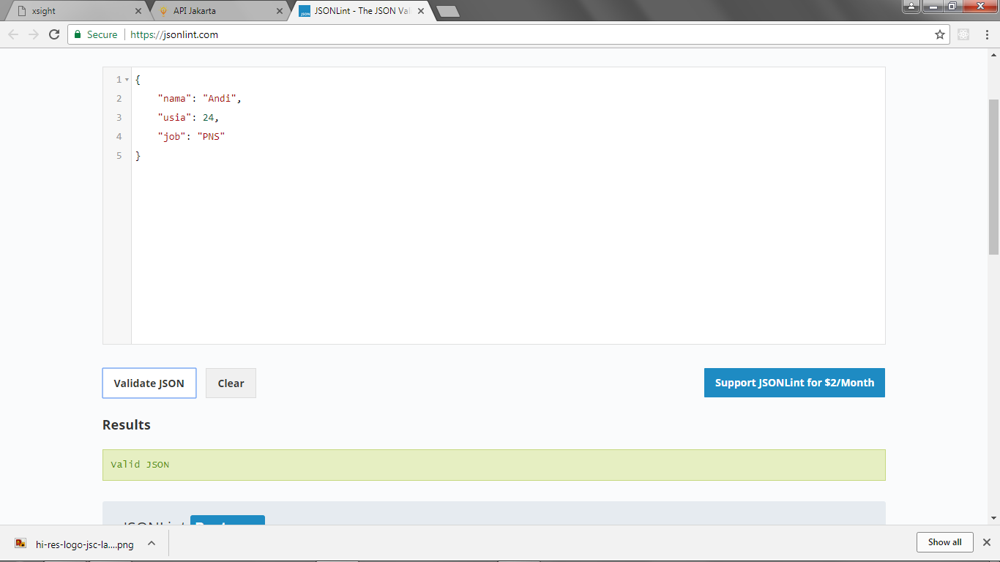 xsight
API Jakarta
JSONLint - The JSON Val
Secure
https://jsonlint.com
1 {
2 "nama": "Andi",
3 "usia": 24,
4 "job": "PNS"
5 }
Validate JSON
Clear
Support JSONLint for $2/Month
Results
Valid JSON
JSONLint
hi-res-logo-jsc-la....png
Show all